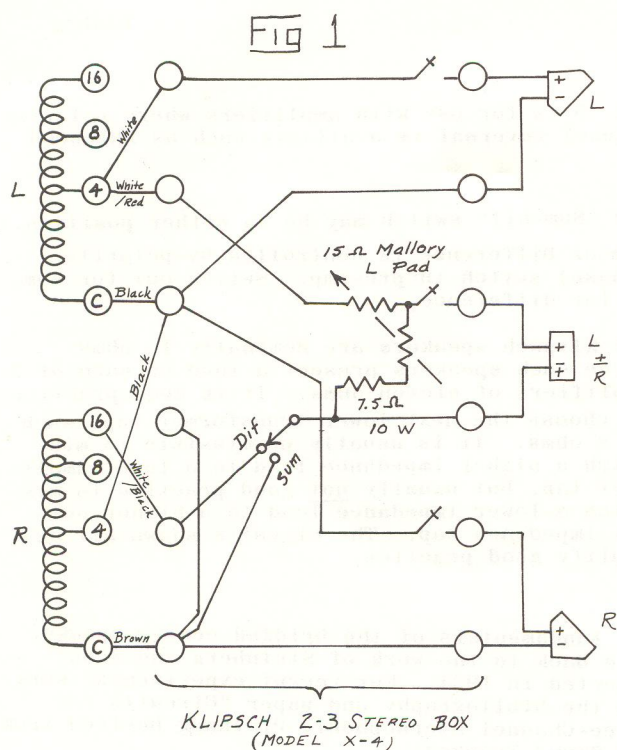 Fig 1
16
8
L
4
C
White
White
/Red
Black
Black
White
/Black
+
-
L
15 Ω Mallory
L Pad
7.5 Ω
10 W
+
∓
L
±
R
Dif
Sum
16
8
R
4
C
Brown
+
-
R
KLIPSCH 2-3 STEREO BOX
(MODEL X-4)